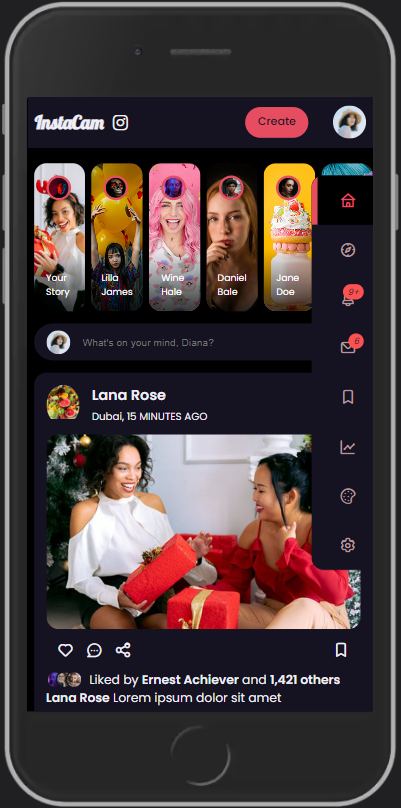 InstaCam
Create
Your
Story
Lilla
James
Wine
Hale
Daniel
Bale
Jane
Doe
9+
6
What's on your mind, Diana?
Lana Rose
Dubai, 15 MINUTES AGO
Liked by Ernest Achiever and 1,421 others
Lana Rose Lorem ipsum dolor sit amet